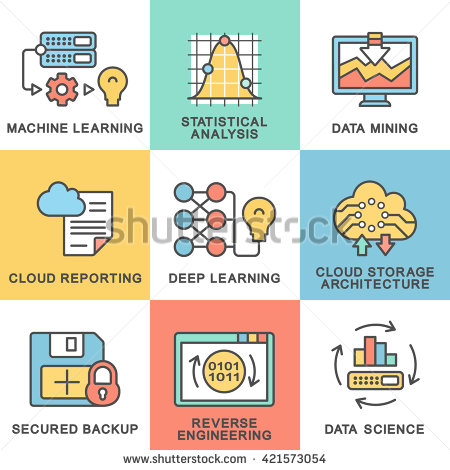 MACHINE LEARNING
STATISTICAL
ANALYSIS
DATA MINING
CLOUD REPORTING
DEEP LEARNING
CLOUD STORAGE
ARCHITECTURE
shutterstock
0101
1011
SECURED BACKUP
REVERSE
ENGINEERING
DATA SCIENCE
www.shutterstock.com · 421573054